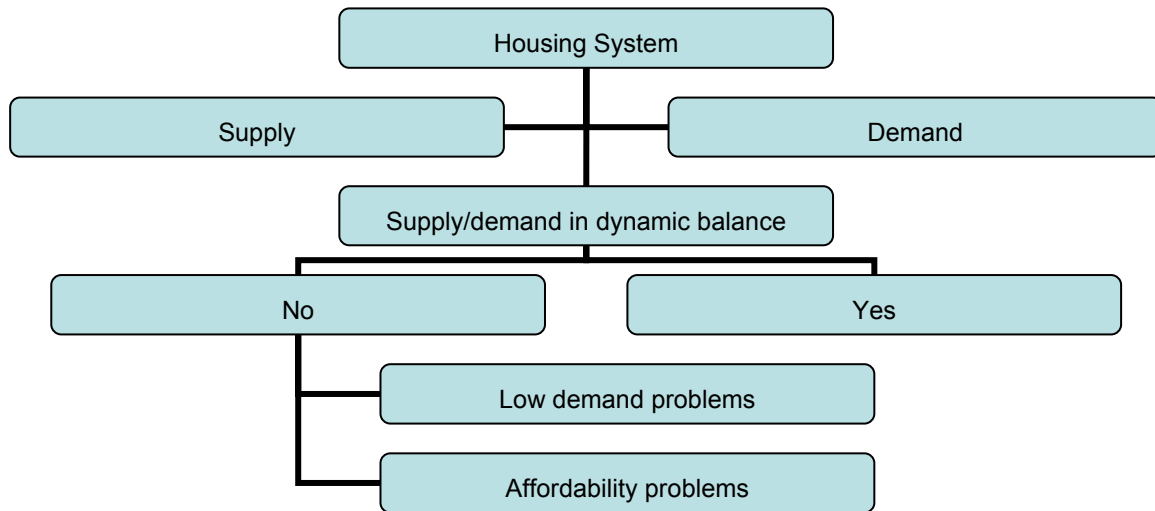 Housing System
Supply
Demand
Supply/demand in dynamic balance
No
Yes
Low demand problems
Affordability problems